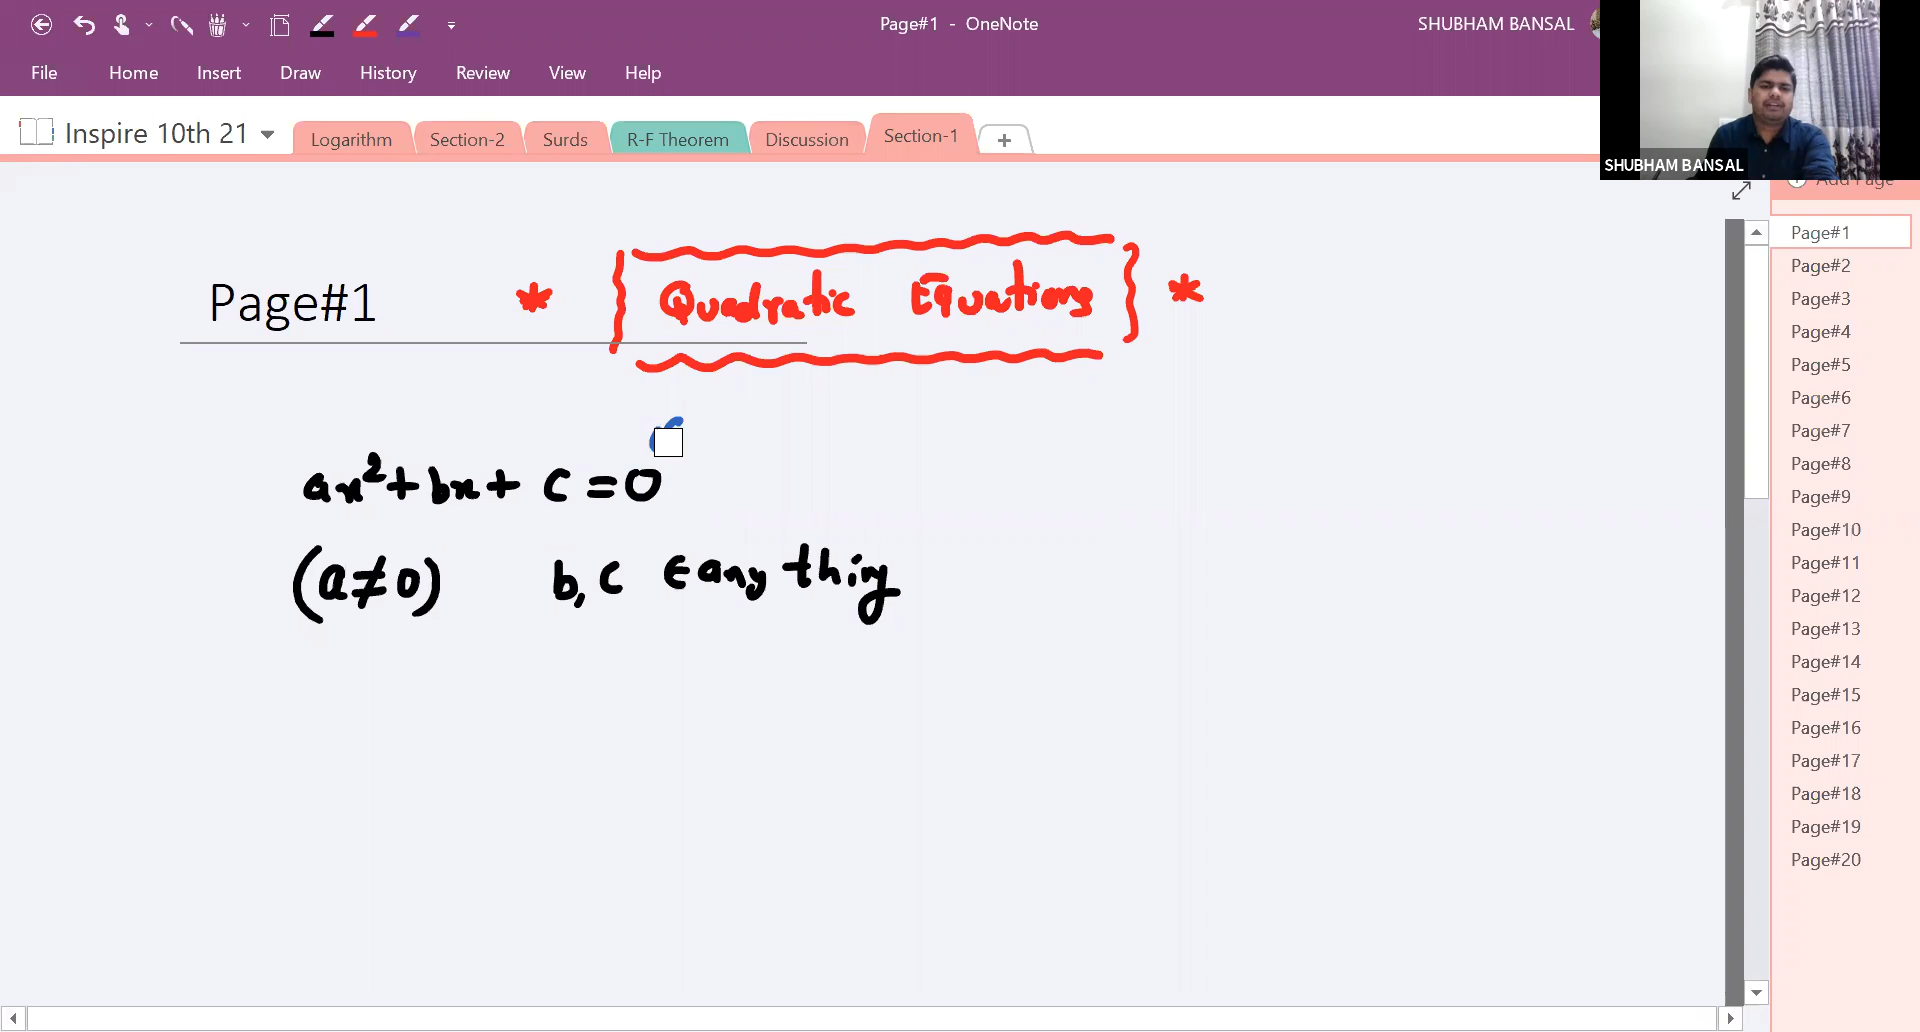 Page#1 - OneNote
SHUBHAM BANSAL
File Home Insert Draw History Review View Help
Inspire 10th 21
Logarithm Section-2 Surds R-F Theorem Discussion Section-1 +
SHUBHAM BANSAL
Add Page
Page#1
* Quadratic Equations *
ax²+bx+ c =0
(a≠0) b, c ∈ any thing
Page#1
Page#2
Page#3
Page#4
Page#5
Page#6
Page#7
Page#8
Page#9
Page#10
Page#11
Page#12
Page#13
Page#14
Page#15
Page#16
Page#17
Page#18
Page#19
Page#20